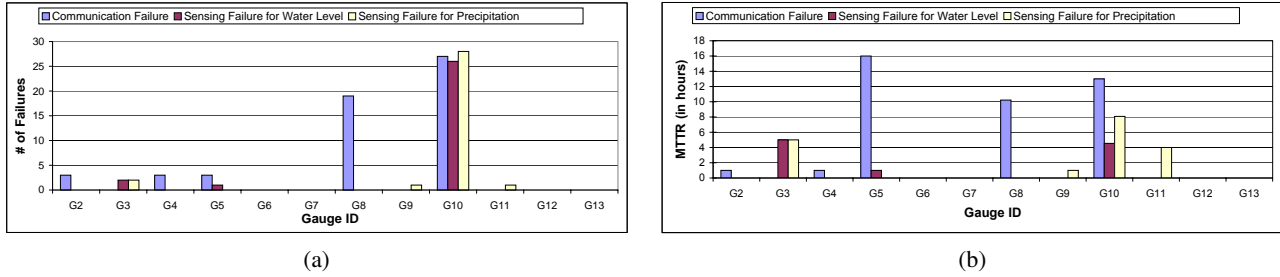 Communication Failure Sensing Failure for Water Level Sensing Failure for Precipitation
30
25
20
15
10
5
0
# of Failures
G2 G3 G4 G5 G6 G7 G8 G9 G10 G11 G12 G13
Gauge ID
(a)
Communication Failure Sensing Failure for Water Level Sensing Failure for Precipitation
18
16
14
12
10
8
6
4
2
0
MTTR (in hours)
G2 G3 G4 G5 G6 G7 G8 G9 G10 G11 G12 G13
Gauge ID
(b)